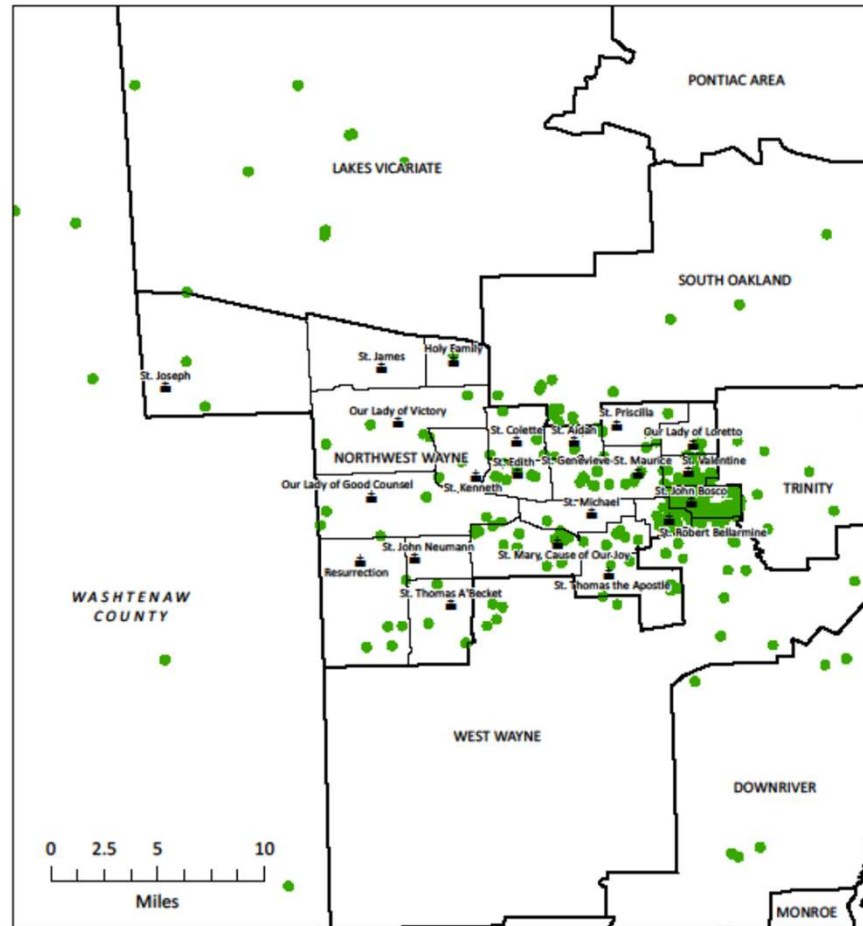 PONTIAC AREA
LAKES VICARIATE
SOUTH OAKLAND
Holy Family
St. James
St. Joseph
Our Lady of Victory
St. Priscilla
St. Colette
St. Aidan
Our Lady of Loretto
NORTHWEST WAYNE
St. Edith
St. Genevieve-St. Maurice
St. Valentine
Our Lady of Good Counsel
St. Kenneth
TRINITY
St. John Bosco
St. Michael
St. Robert Bellarmine
St. John Neumann
St. Mary, Cause of Our Joy
Resurrection
St. Thomas the Apostle
St. Thomas A'Becket
WASHTENAW
COUNTY
WEST WAYNE
DOWNRIVER
0 2.5 5 10
Miles
MONROE